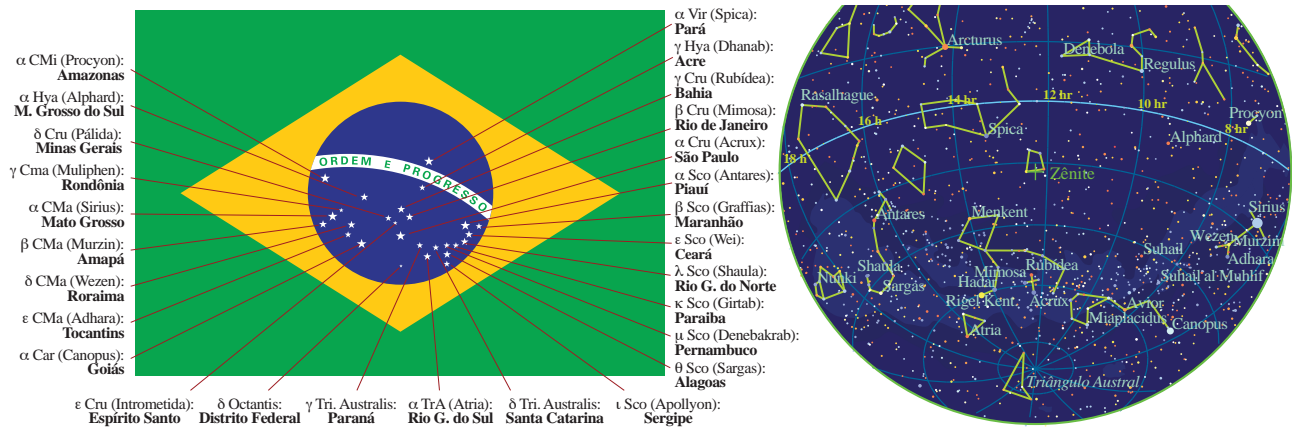 α CMi (Procyon):
Amazonas
α Hya (Alphard):
M. Grosso do Sul
δ Cru (Pálida):
Minas Gerais
γ Cma (Muliphen):
Rondônia
α CMa (Sirius):
Mato Grosso
β CMa (Murzin):
Amapá
δ CMa (Wezen):
Roraima
ε CMa (Adhara):
Tocantins
α Car (Canopus):
Goiás
ORDEM E PROGRESSO
α Vir (Spica):
Pará
γ Hya (Dhanab):
Acre
γ Cru (Rubídea):
Bahia
β Cru (Mimosa):
Rio de Janeiro
α Cru (Acrux):
São Paulo
α Sco (Antares):
Piauí
β Sco (Graffias):
Maranhão
ε Sco (Wei):
Ceará
λ Sco (Shaula):
Rio G. do Norte
κ Sco (Girtab):
Paraiba
μ Sco (Denebakrab):
Pernambuco
θ Sco (Sargas):
Alagoas
ε Cru (Intrometida):
Espírito Santo
δ Octantis:
Distrito Federal
γ Tri. Australis:
Paraná
α TrA (Atria):
Rio G. do Sul
δ Tri. Australis:
Santa Catarina
ι Sco (Apollyon):
Sergipe
Arcturus
Denebola
Regulus
Rasalhague
14 hr
12 hr
10 hr
Procyon
16 h
8 hr
Spica
Alphard
18 h
Zênite
Antares
Menkent
Sirius
Wezen
Murzin
Suhail
Adhara
Shaula
Rubídea
Nunki
Mimosa
Suhail al Muhlif
Sargas
Hadar
Rigel Kent
Acrux
Avior
Miaplacidus
Canopus
Atria
Triángulo Austral